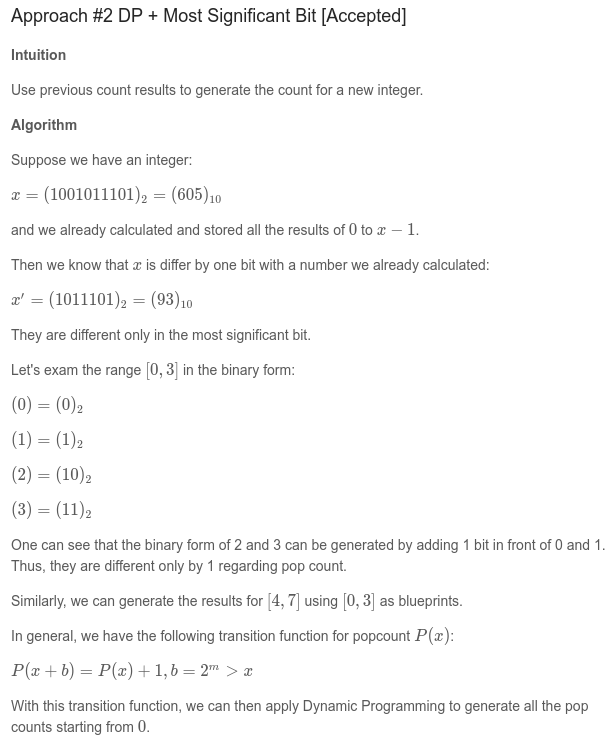 Approach #2 DP + Most Significant Bit [Accepted]
Intuition
Use previous count results to generate the count for a new integer.
Algorithm
Suppose we have an integer:
x = (1001011101)₂ = (605)₁₀
and we already calculated and stored all the results of 0 to x − 1.
Then we know that x is differ by one bit with a number we already calculated:
x′ = (1011101)₂ = (93)₁₀
They are different only in the most significant bit.
Let's exam the range [0, 3] in the binary form:
(0) = (0)₂
(1) = (1)₂
(2) = (10)₂
(3) = (11)₂
One can see that the binary form of 2 and 3 can be generated by adding 1 bit in front of 0 and 1.
Thus, they are different only by 1 regarding pop count.
Similarly, we can generate the results for [4, 7] using [0, 3] as blueprints.
In general, we have the following transition function for popcount P(x):
P(x + b) = P(x) + 1, b = 2ᵐ > x
With this transition function, we can then apply Dynamic Programming to generate all the pop
counts starting from 0.